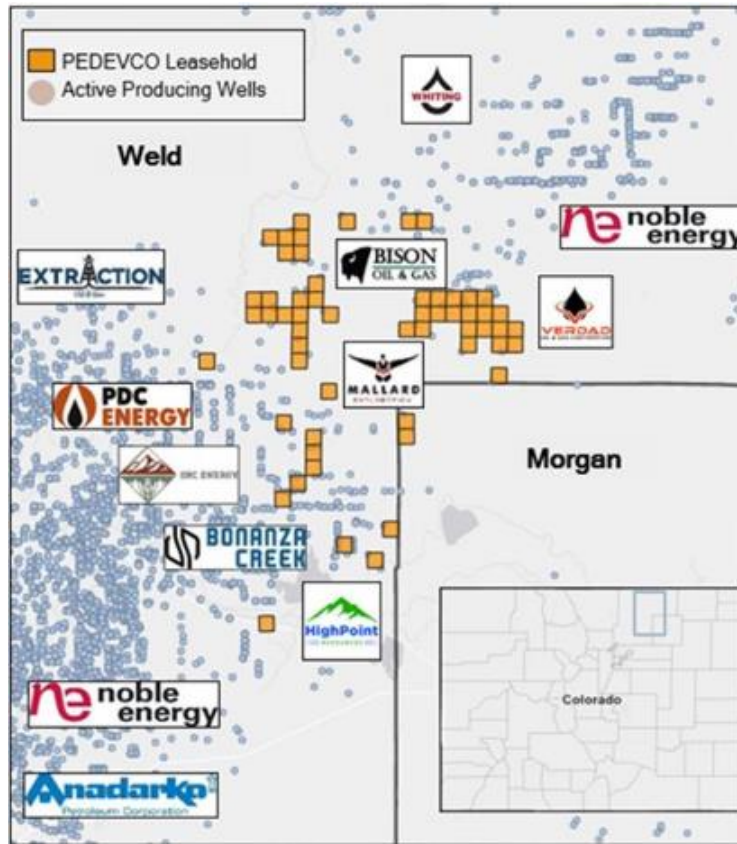 PEDEVCO Leasehold
Active Producing Wells
WHITING
Weld
noble
energy
BISON
OIL & GAS
EXTRACTION
VERDAD
MALLARD
PDC
ENERGY
Morgan
SRC ENERGY
BONANZA
CREEK
HighPoint
Colorado
noble
energy
Anadarko
Petroleum Corporation